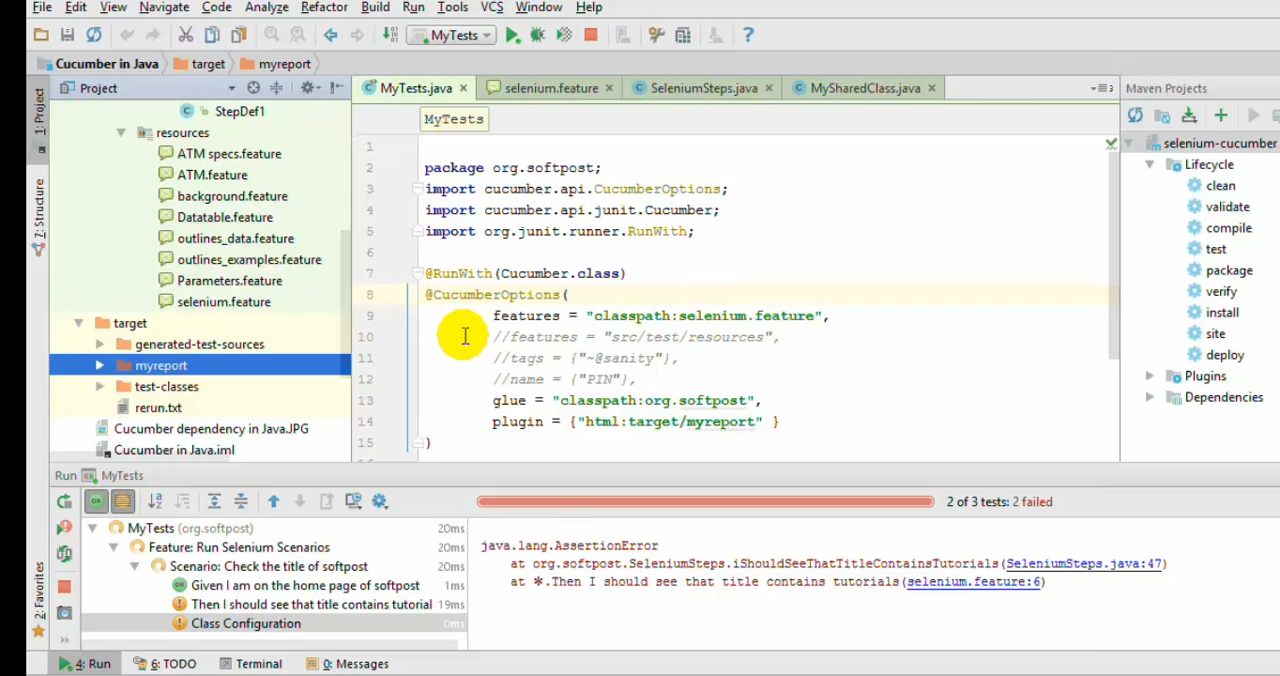 File Edit View Navigate Code Analyze Refactor Build Run Tools VCS Window Help
MyTests
Cucumber in Java target myreport
1: Project
7: Structure
2: Favorites
Project
StepDef1
resources
ATM specs.feature
ATM.feature
background.feature
Datatable.feature
outlines_data.feature
outlines_examples.feature
Parameters.feature
selenium.feature
target
generated-test-sources
myreport
test-classes
rerun.txt
Cucumber dependency in Java.JPG
Cucumber in Java.iml
MyTests.java selenium.feature SeleniumSteps.java MySharedClass.java
MyTests
1
2 package org.softpost;
3 import cucumber.api.CucumberOptions;
4 import cucumber.api.junit.Cucumber;
5 import org.junit.runner.RunWith;
6
7 @RunWith(Cucumber.class)
8 @CucumberOptions(
9 features = "classpath:selenium.feature",
10 //features = "src/test/resources",
11 //tags = {"~@sanity"},
12 //name = {"PIN"},
13 glue = "classpath:org.softpost",
14 plugin = {"html:target/myreport" }
15 )
Maven Projects
selenium-cucumber
Lifecycle
clean
validate
compile
test
package
verify
install
site
deploy
Plugins
Dependencies
Run MyTests
2 of 3 tests: 2 failed
MyTests (org.softpost) 20ms
Feature: Run Selenium Scenarios 20ms
Scenario: Check the title of softpost 20ms
Given I am on the home page of softpost 1ms
Then I should see that title contains tutorial 19ms
Class Configuration 0ms
java.lang.AssertionError
at org.softpost.SeleniumSteps.iShouldSeeThatTitleContainsTutorials(SeleniumSteps.java:47)
at *.Then I should see that title contains tutorials(selenium.feature:6)
4: Run 6: TODO Terminal 0: Messages